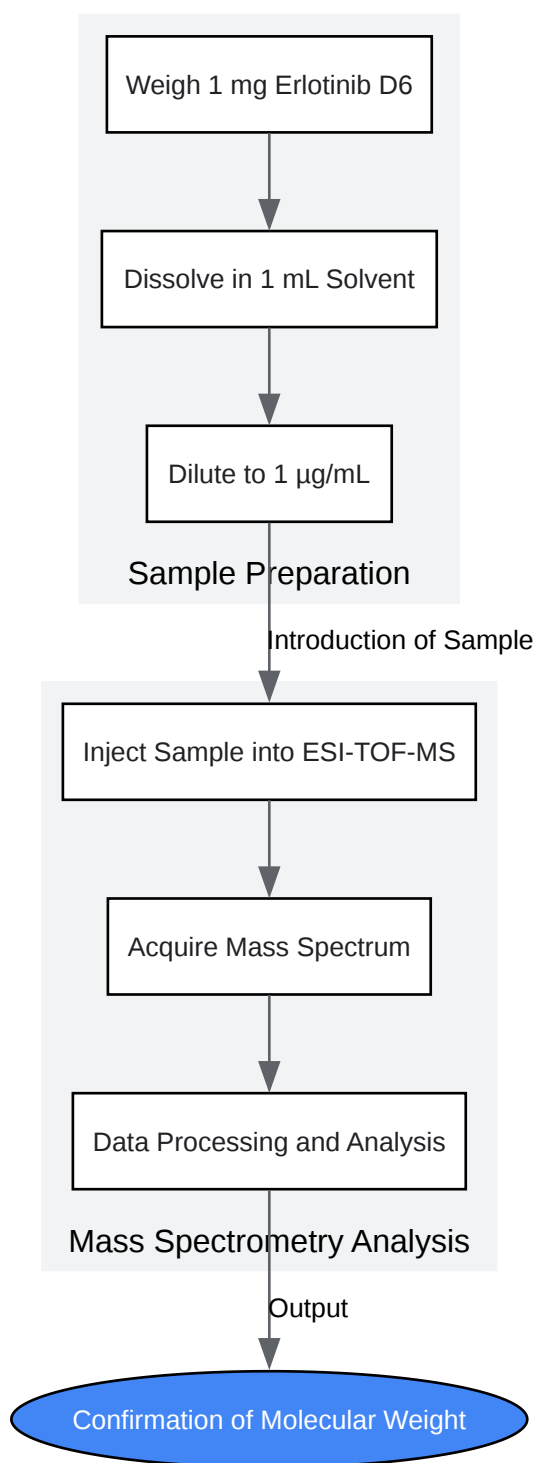 Weigh 1 mg Erlotinib D6
Dissolve in 1 mL Solvent
Dilute to 1 µg/mL
Sample Preparation
Introduction of Sample
Inject Sample into ESI-TOF-MS
Acquire Mass Spectrum
Data Processing and Analysis
Mass Spectrometry Analysis
Output
Confirmation of Molecular Weight